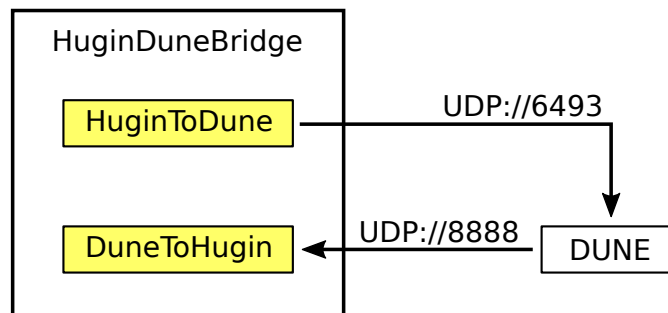 HuginDuneBridge
HuginToDune
UDP://6493
DuneToHugin
UDP://8888
DUNE